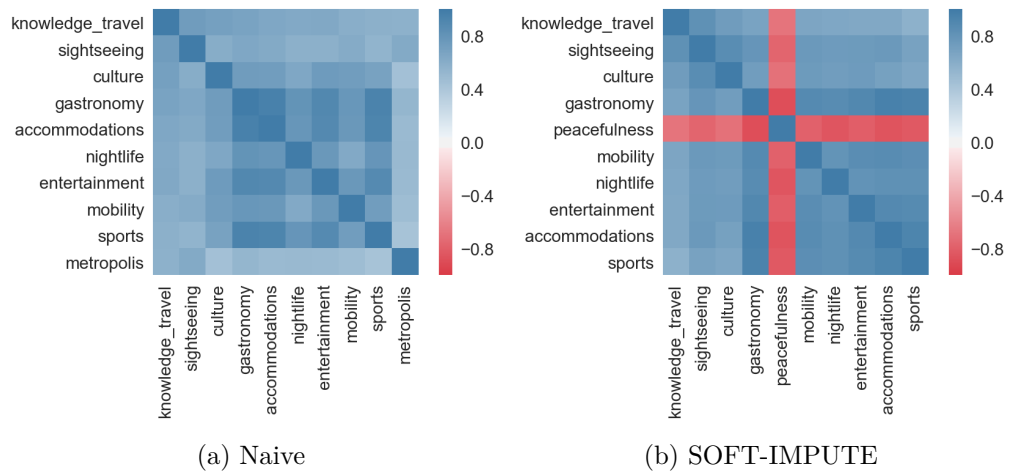 knowledge_travel
sightseeing
culture
gastronomy
accommodations
nightlife
entertainment
mobility
sports
metropolis
knowledge_travel
sightseeing
culture
gastronomy
accommodations
nightlife
entertainment
mobility
sports
metropolis
0.8
0.4
0.0
−0.4
−0.8
(a) Naive
knowledge_travel
sightseeing
culture
gastronomy
peacefulness
mobility
nightlife
entertainment
accommodations
sports
knowledge_travel
sightseeing
culture
gastronomy
peacefulness
mobility
nightlife
entertainment
accommodations
sports
0.8
0.4
0.0
−0.4
−0.8
(b) SOFT-IMPUTE